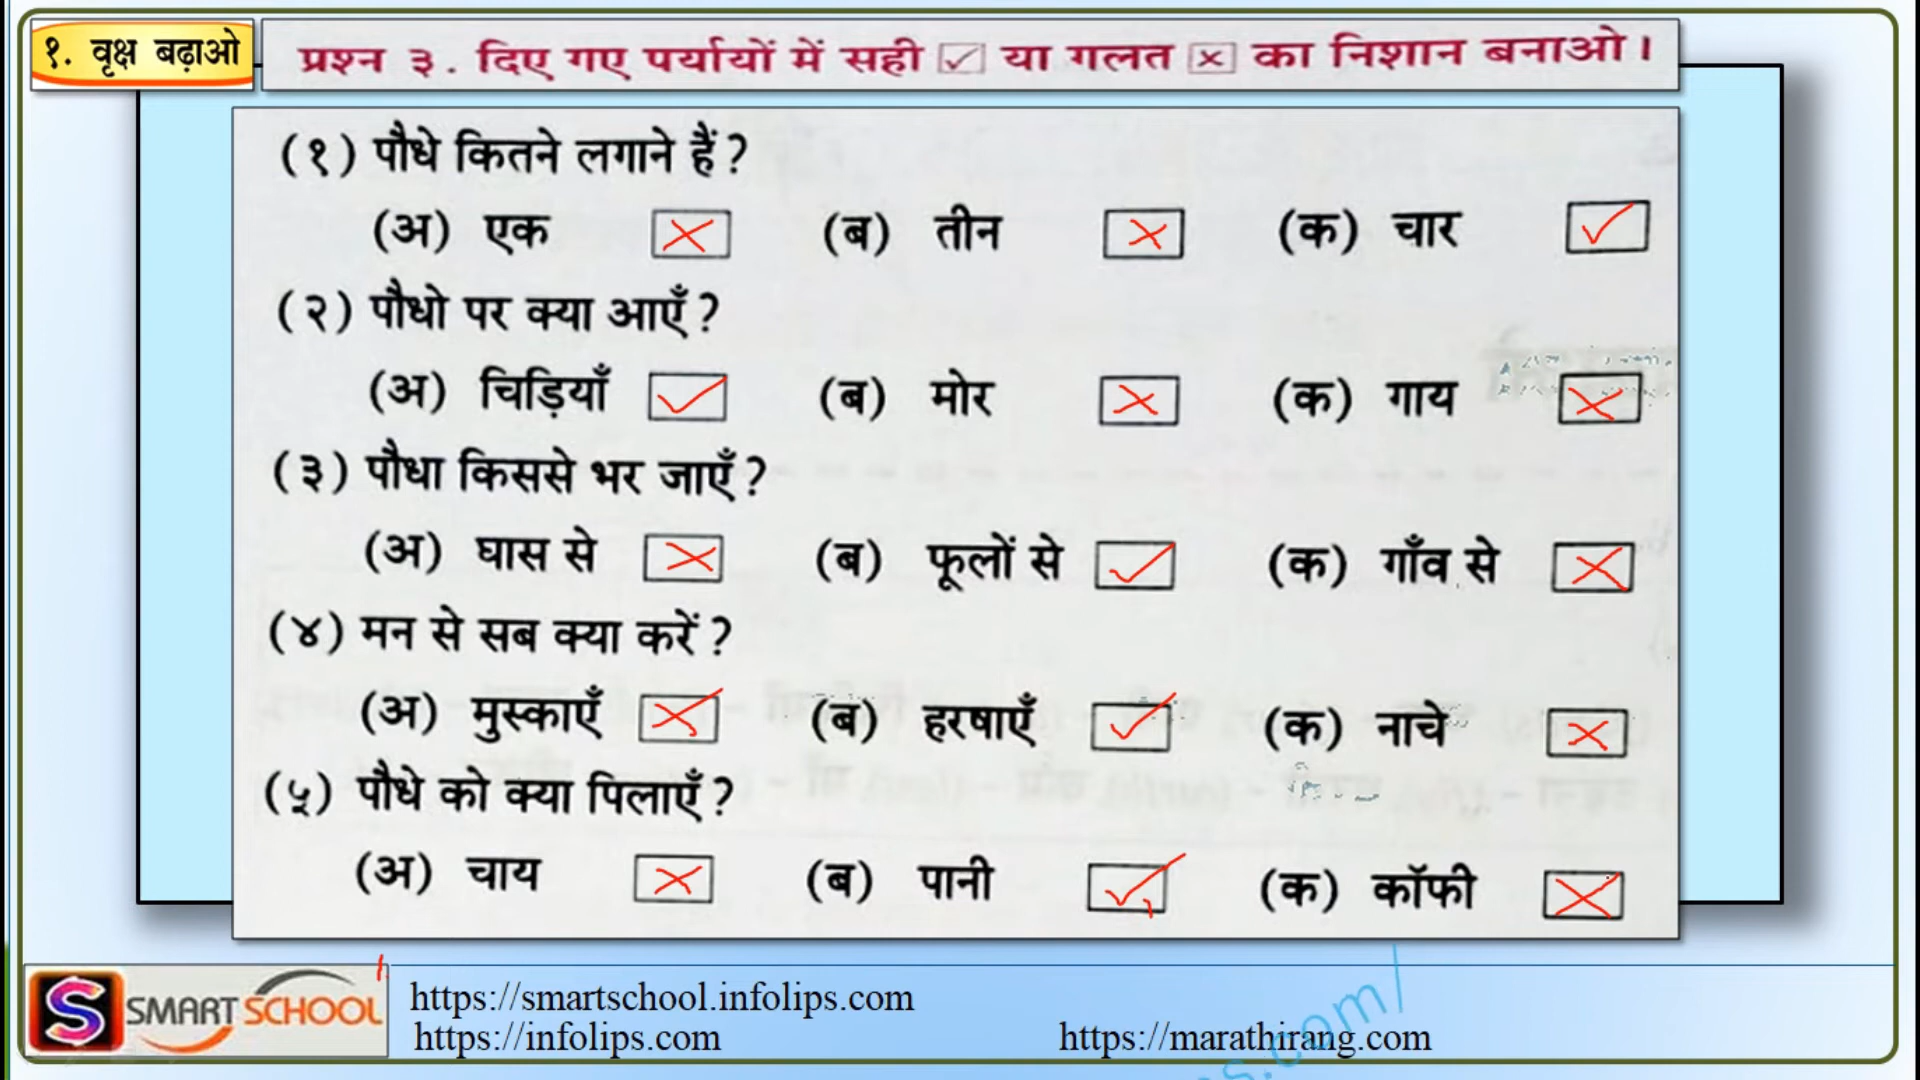 १. वृक्ष बढ़ाओ
प्रश्न ३. दिए गए पर्यायों में सही ✓ या गलत × का निशान बनाओ।
(१) पौधे कितने लगाने हैं?
(अ) एक × (ब) तीन × (क) चार ✓
(२) पौधो पर क्या आएँ?
(अ) चिड़ियाँ ✓ (ब) मोर × (क) गाय ×
(३) पौधा किससे भर जाएँ?
(अ) घास से × (ब) फूलों से ✓ (क) गाँव से ×
(४) मन से सब क्या करें?
(अ) मुस्काएँ × (ब) हरषाएँ ✓ (क) नाचे ×
(५) पौधे को क्या पिलाएँ?
(अ) चाय × (ब) पानी ✓ (क) कॉफी ×
S SMART SCHOOL
https://smartschool.infolips.com
https://infolips.com https://marathirang.com
s.com/